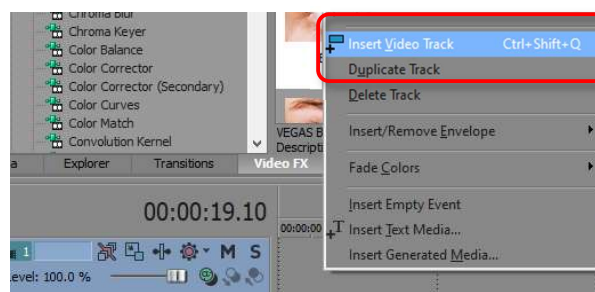 Chroma Blur
Chroma Keyer
Color Balance
Color Corrector
Color Corrector (Secondary)
Color Curves
Color Match
Convolution Kernel
Explorer
Transitions
Video FX
VEGAS B
Descripti
Insert Video Track Ctrl+Shift+Q
Duplicate Track
Delete Track
Insert/Remove Envelope
Fade Colors
Insert Empty Event
Insert Text Media...
Insert Generated Media...
00:00:19.10
00:00:00
1
M S
evel: 100.0 %